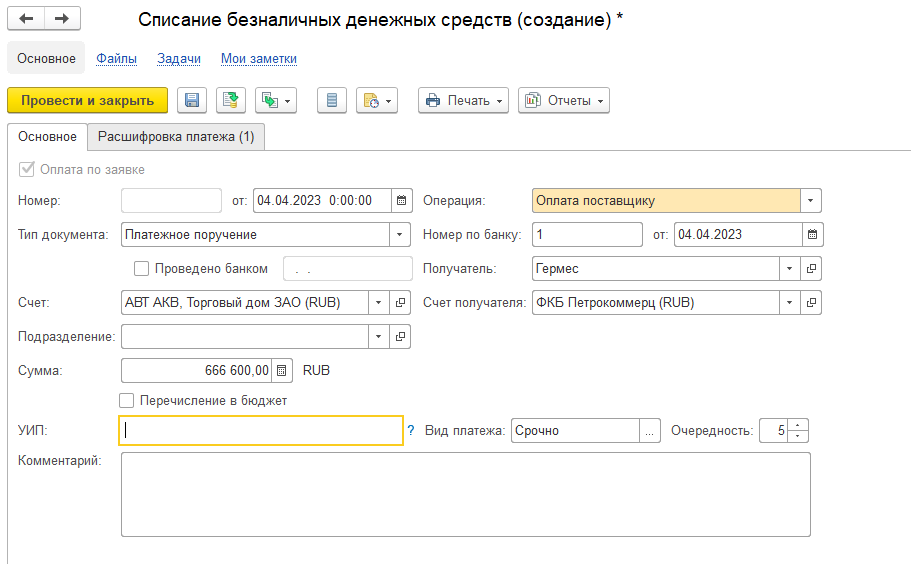 Списание безналичных денежных средств (создание) *
Основное Файлы Задачи Мои заметки
Провести и закрыть Печать Отчеты
Основное Расшифровка платежа (1)
Оплата по заявке
Номер: от: 04.04.2023 0:00:00 Операция: Оплата поставщику
Тип документа: Платежное поручение Номер по банку: 1 от: 04.04.2023
Проведено банком . . Получатель: Гермес
Счет: АВТ АКВ, Торговый дом ЗАО (RUB) Счет получателя: ФКБ Петрокоммерц (RUB)
Подразделение:
Сумма: 666 600,00 RUB
Перечисление в бюджет
УИП: ? Вид платежа: Срочно ... Очередность: 5
Комментарий: